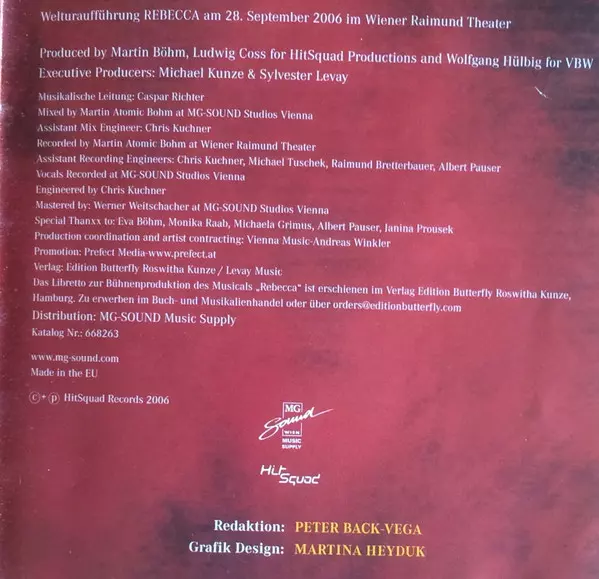 Welturaufführung REBECCA am 28. September 2006 im Wiener Raimund Theater
Produced by Martin Böhm, Ludwig Coss for HitSquad Productions and Wolfgang Hülbig for VBW
Executive Producers: Michael Kunze & Sylvester Levay
Musikalische Leitung: Caspar Richter
Mixed by Martin Atomic Bohm at MG-SOUND Studios Vienna
Assistant Mix Engineer: Chris Kuchner
Recorded by Martin Atomic Bohm at Wiener Raimund Theater
Assistant Recording Engineers: Chris Kuchner, Michael Tuschek, Raimund Bretterbauer, Albert Pauser
Vocals Recorded at MG-SOUND Studios Vienna
Engineered by Chris Kuchner
Mastered by: Werner Weitschacher at MG-SOUND Studios Vienna
Special Thanxx to: Eva Böhm, Monika Raab, Michaela Grimus, Albert Pauser, Janina Prousek
Production coordination and artist contracting: Vienna Music-Andreas Winkler
Promotion: Prefect Media-www.prefect.at
Verlag: Edition Butterfly Roswitha Kunze / Levay Music
Das Libretto zur Bühnenproduktion des Musicals „Rebecca“ ist erschienen im Verlag Edition Butterfly Roswitha Kunze,
Hamburg. Zu erwerben im Buch- und Musikalienhandel oder über orders@editionbutterfly.com
Distribution: MG-SOUND Music Supply
Katalog Nr.: 668263
www.mg-sound.com
Made in the EU
©+℗ HitSquad Records 2006
MG
Sound
WIEN
MUSIC
SUPPLY
HitSquad
Redaktion: PETER BACK-VEGA
Grafik Design: MARTINA HEYDUK